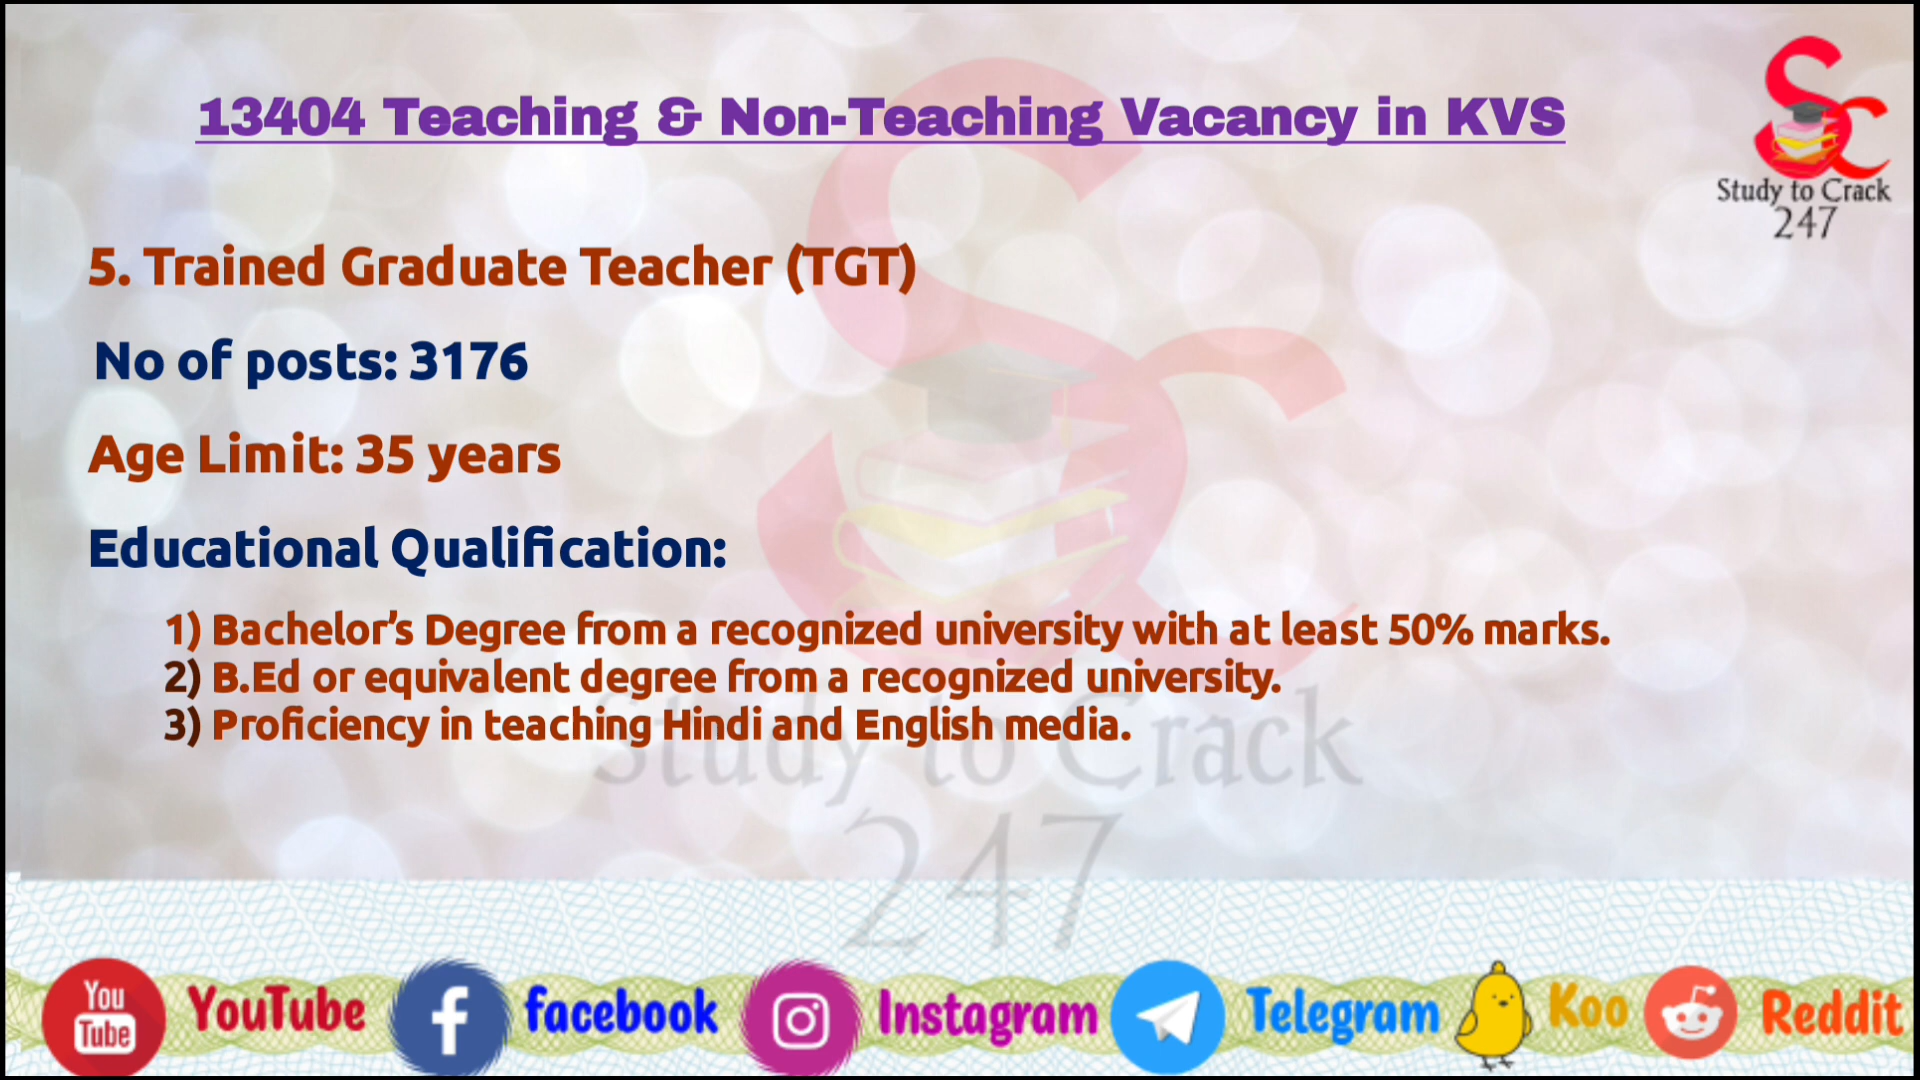 13404 Teaching & Non-Teaching Vacancy in KVS
Study to Crack
247
5. Trained Graduate Teacher (TGT)
No of posts: 3176
Age Limit: 35 years
Educational Qualification:
1) Bachelor’s Degree from a recognized university with at least 50% marks.
2) B.Ed or equivalent degree from a recognized university.
3) Proficiency in teaching Hindi and English media.
Study to Crack
247
You
Tube
YouTube
facebook
Instagram
Telegram
Koo
Reddit